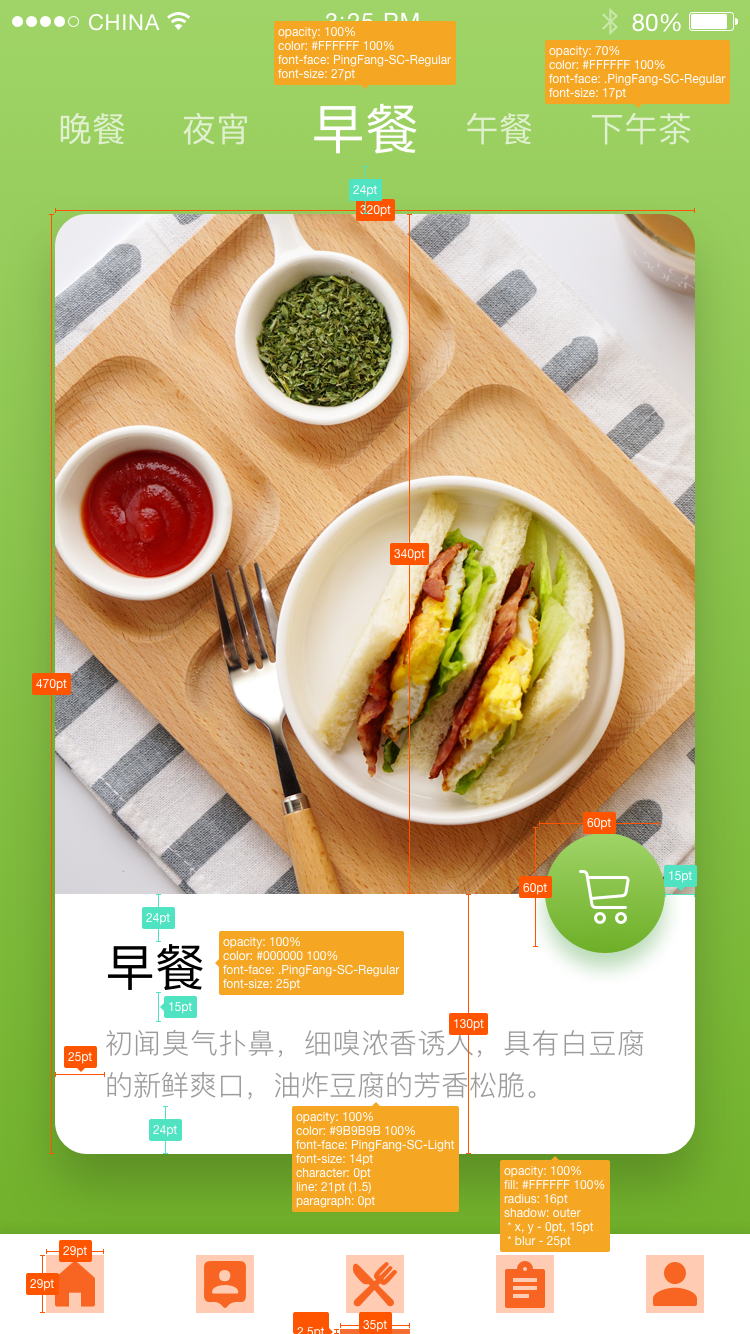 CHINA
3:25 PM
80%
opacity: 100%
color: #FFFFFF 100%
font-face: PingFang-SC-Regular
font-size: 27pt
opacity: 70%
color: #FFFFFF 100%
font-face: .PingFang-SC-Regular
font-size: 17pt
晚餐 夜宵 早餐 午餐 下午茶
24pt
320pt
340pt
470pt
60pt
60pt
15pt
24pt
早餐
opacity: 100%
color: #000000 100%
font-face: .PingFang-SC-Regular
font-size: 25pt
15pt
130pt
初闻臭气扑鼻，细嗅浓香诱人，具有白豆腐
25pt
的新鲜爽口，油炸豆腐的芳香松脆。
24pt
opacity: 100%
color: #9B9B9B 100%
font-face: PingFang-SC-Light
font-size: 14pt
character: 0pt
line: 21pt (1.5)
paragraph: 0pt
opacity: 100%
fill: #FFFFFF 100%
radius: 16pt
shadow: outer
* x, y - 0pt, 15pt
* blur - 25pt
29pt
29pt
35pt
2.5pt